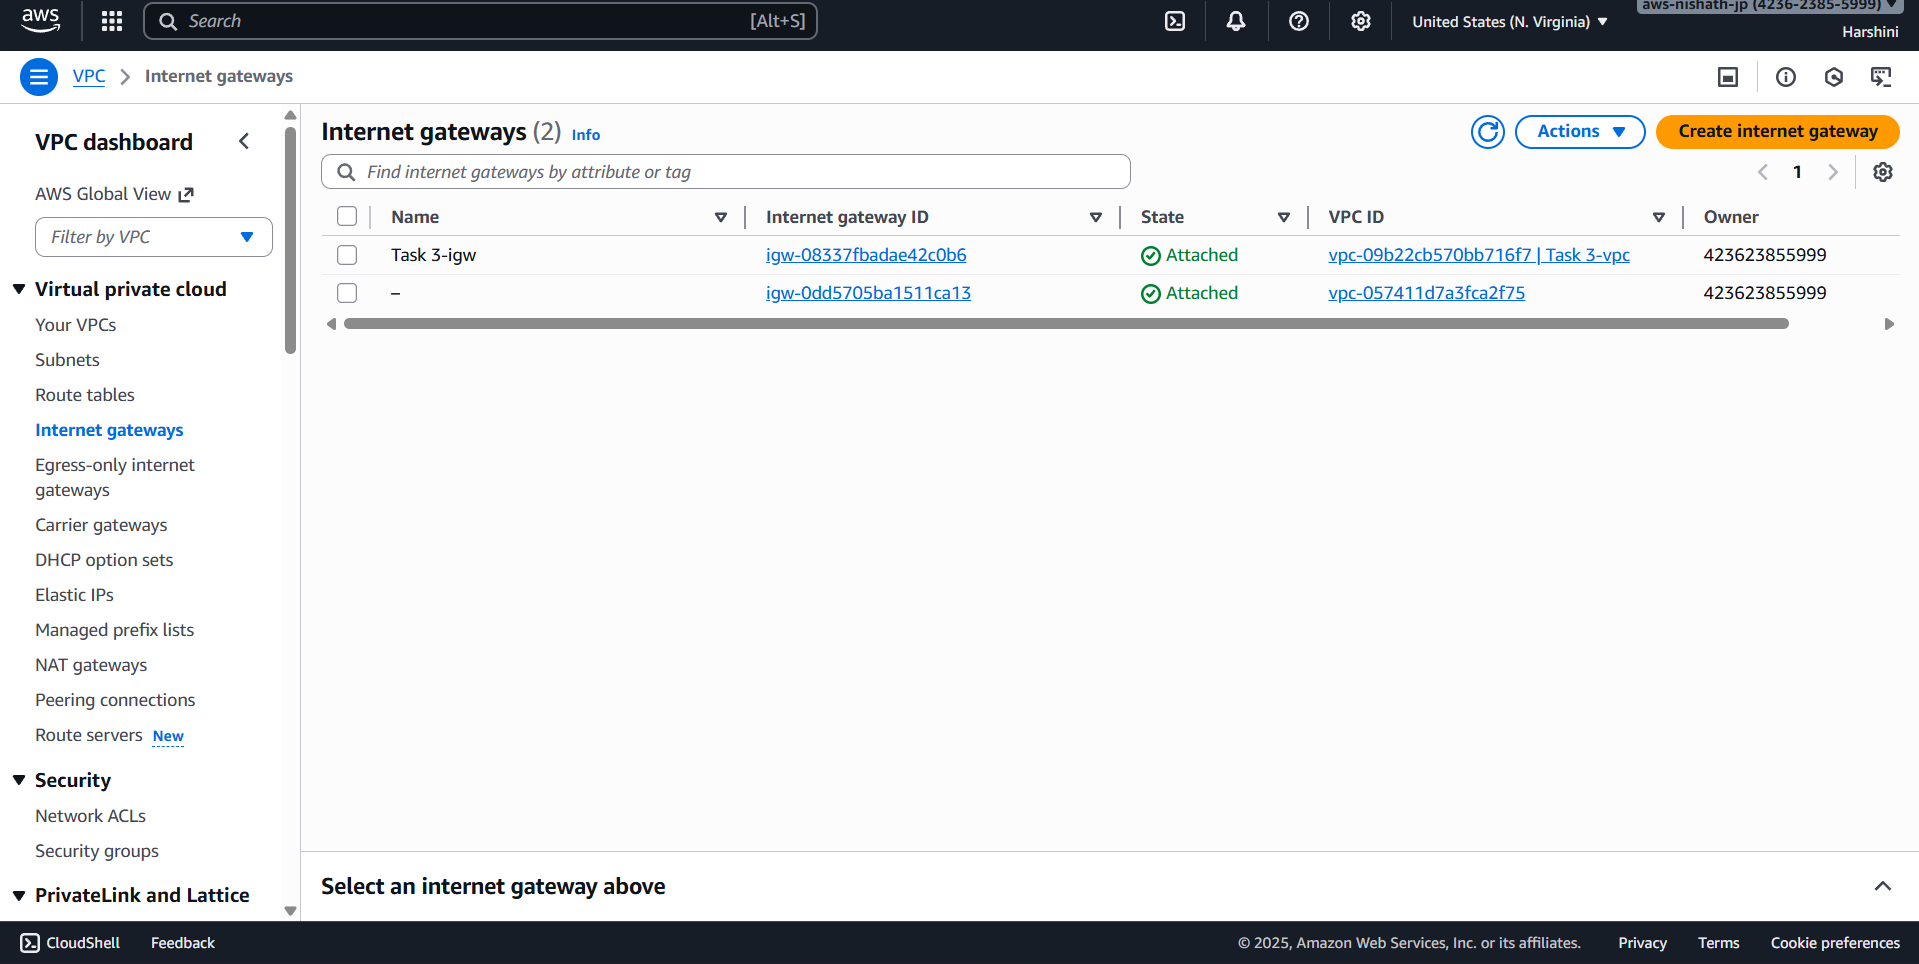 aws
Search [Alt+S]
United States (N. Virginia)
aws-nishath-jp (4236-2385-5999)
Harshini
VPC Internet gateways
VPC dashboard
AWS Global View
Filter by VPC
Virtual private cloud
Your VPCs
Subnets
Route tables
Internet gateways
Egress-only internet
gateways
Carrier gateways
DHCP option sets
Elastic IPs
Managed prefix lists
NAT gateways
Peering connections
Route servers New
Security
Network ACLs
Security groups
PrivateLink and Lattice
Internet gateways (2) Info
Actions
Create internet gateway
Find internet gateways by attribute or tag
1
Name Internet gateway ID State VPC ID Owner
Task 3-igw igw-08337fbadae42c0b6 Attached vpc-09b22cb570bb716f7 | Task 3-vpc 423623855999
– igw-0dd5705ba1511ca13 Attached vpc-057411d7a3fca2f75 423623855999
Select an internet gateway above
CloudShell Feedback © 2025, Amazon Web Services, Inc. or its affiliates. Privacy Terms Cookie preferences